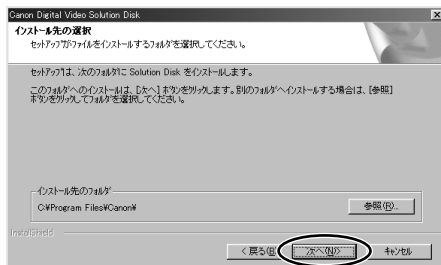 Canon Digital Video Solution Disk
インストール先の選択
セットアップがファイルをインストールするフォルダを選択してください。
セットアップは、次のフォルダに Solution Disk をインストールします。
このフォルダへのインストールは、[次へ] ボタンをクリックします。別のフォルダへインストールする場合は、[参照]
ボタンをクリックしてフォルダを選択してください。
インストール先のフォルダ
C:¥Program Files¥Canon¥
参照(R)...
InstallShield
< 戻る(B)
次へ(N)>
キャンセル